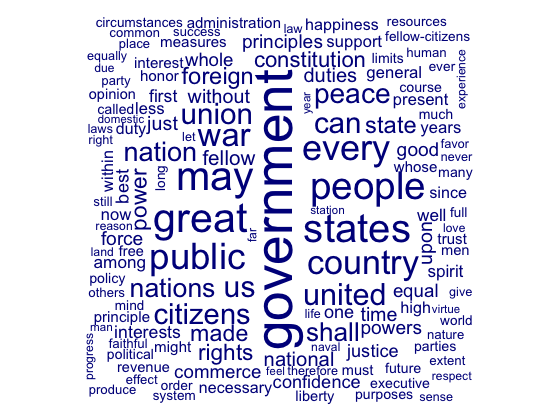 circumstances administration law happiness resources
common success principles support fellow-citizens
place measures
equally interest whole constitution limits human
due party honor foreign duties general ever experience
opinion first without year peace course present
called less union can state much years
domestic
laws duty just let war every good favor never
right nation fellow whose many
within best power long may people since
still now great station states well full
reason force far upon love trust men
land free among public country spirit
policy others nations us united equal give
mind citizens life one time high virtue world
principle man interests made shall powers nature
progress faithful political might rights naval national justice parties extent
revenue commerce feel therefore must future respect
effect order necessary confidence executive
produce system liberty purposes sense
government